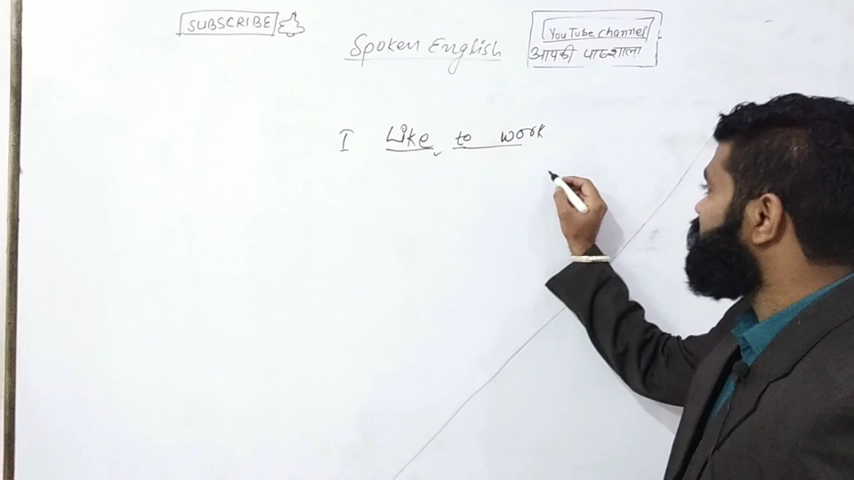 SUBSCRIBE
Spoken English
YouTube channel
आपकी पाठशाला
I Like to work